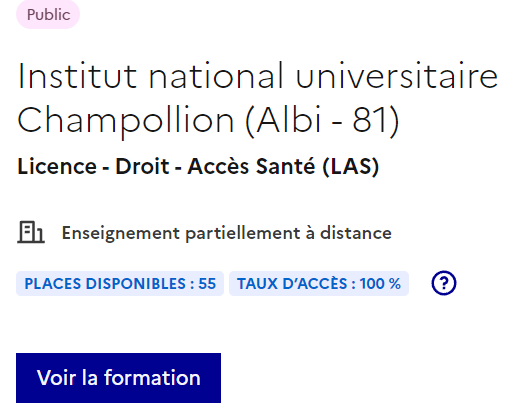 Public
Institut national universitaire
Champollion (Albi - 81)
Licence - Droit - Accès Santé (LAS)
Enseignement partiellement à distance
PLACES DISPONIBLES : 55 TAUX D’ACCÈS : 100 % ?
Voir la formation